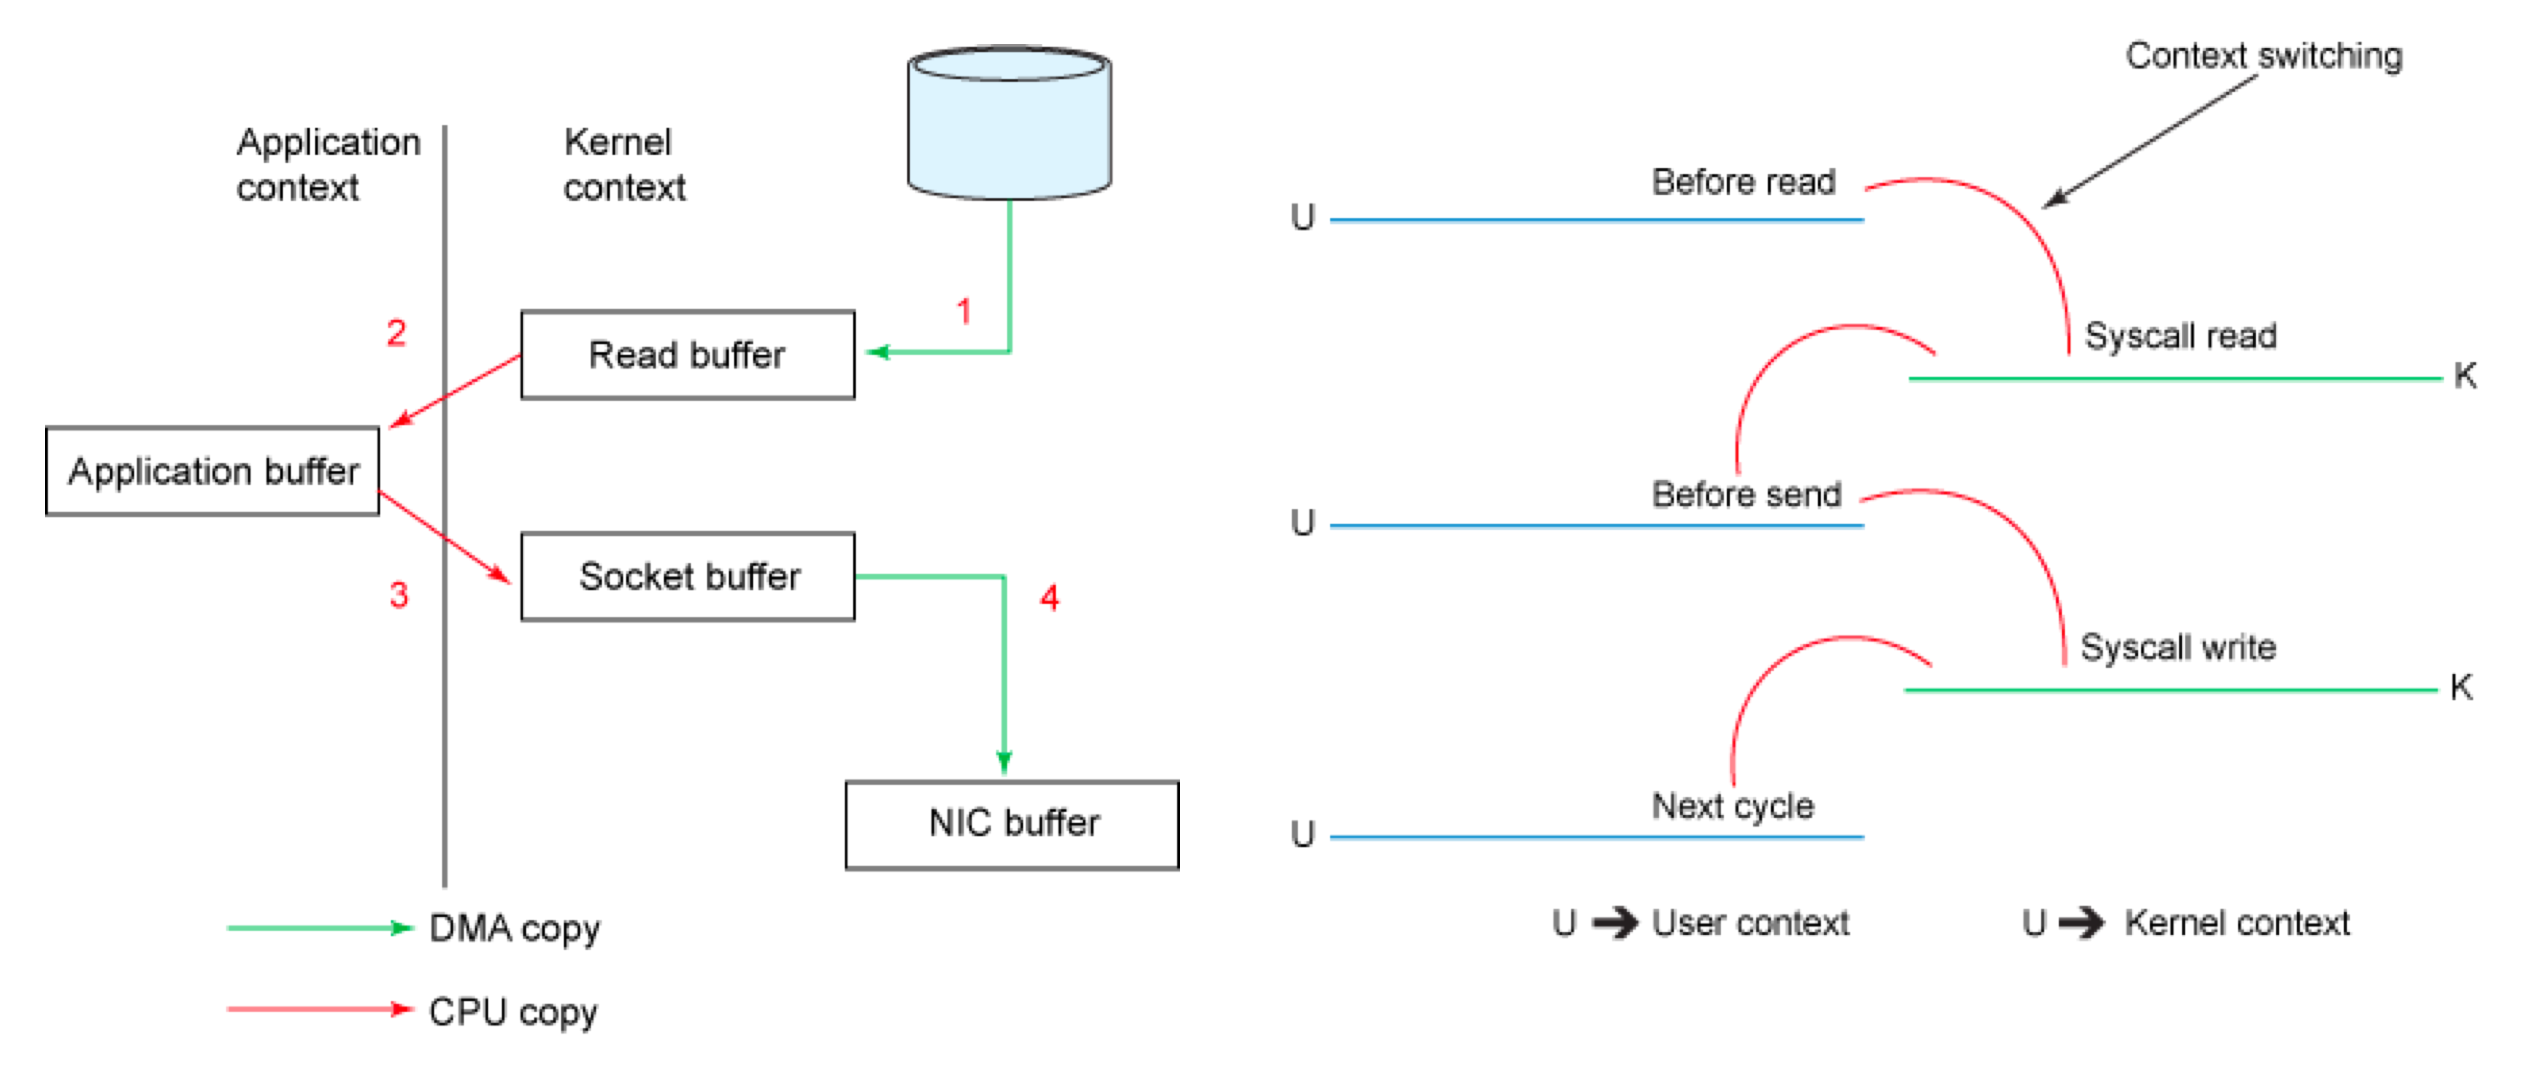 Application
context
Kernel
context
1
2
Read buffer
Application buffer
Socket buffer
3
4
NIC buffer
DMA copy
CPU copy
Context switching
Before read
U
Syscall read
K
Before send
U
Syscall write
K
Next cycle
U
U ➔ User context
U ➔ Kernel context